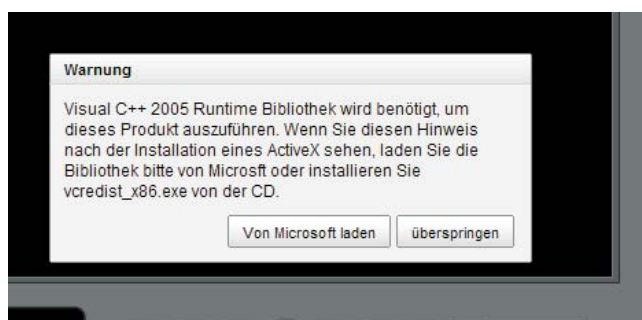 Warnung
Visual C++ 2005 Runtime Bibliothek wird benötigt, um
dieses Produkt auszuführen. Wenn Sie diesen Hinweis
nach der Installation eines ActiveX sehen, laden Sie die
Bibliothek bitte von Microsft oder installieren Sie
vcredist_x86.exe von der CD.
Von Microsoft laden überspringen